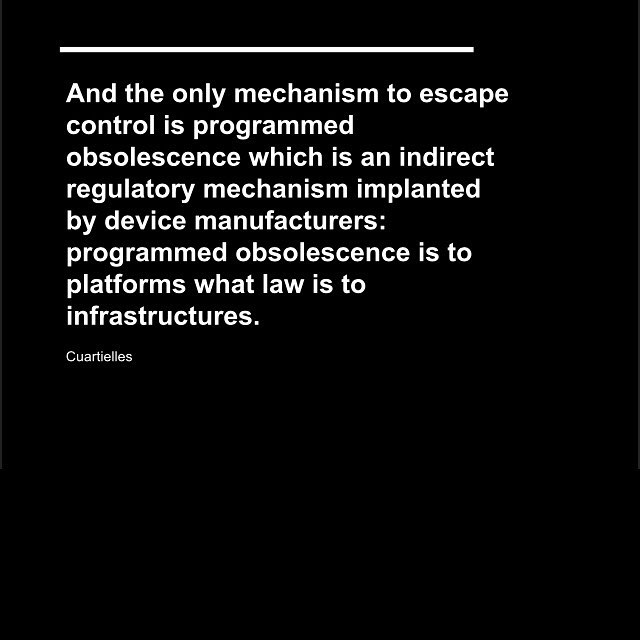 And the only mechanism to escape
control is programmed
obsolescence which is an indirect
regulatory mechanism implanted
by device manufacturers:
programmed obsolescence is to
platforms what law is to
infrastructures.
Cuartielles